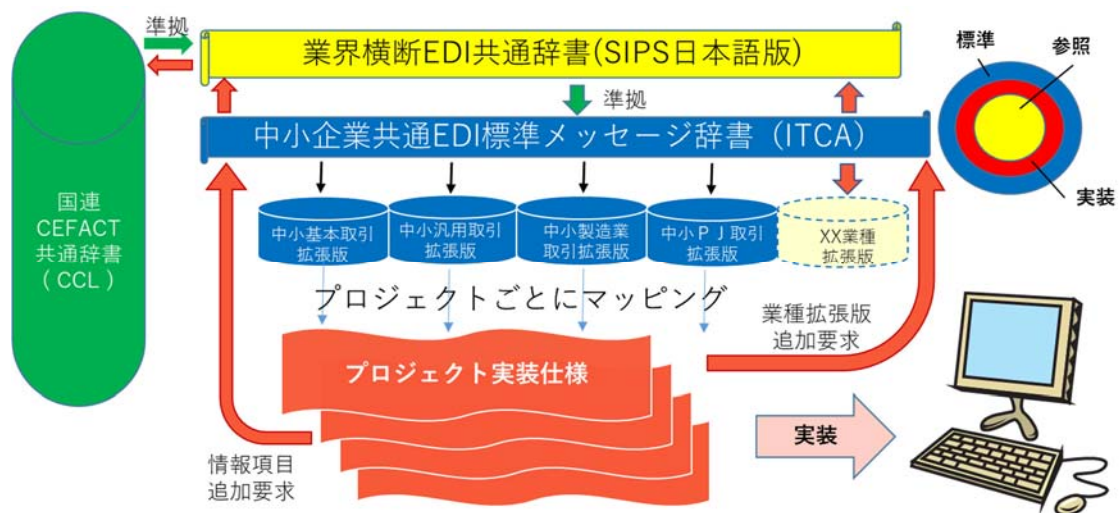 準拠
業界横断EDI共通辞書(SIPS日本語版)
標準
参照
準拠
中小企業共通EDI標準メッセージ辞書（ITCA）
実装
国連
CEFACT
共通辞書
（CCL）
中小基本取引
拡張版
中小汎用取引
拡張版
中小製造業
取引拡張版
中小ＰＪ取引
拡張版
XX業種
拡張版
プロジェクトごとにマッピング
業種拡張版
追加要求
プロジェクト実装仕様
実装
情報項目
追加要求